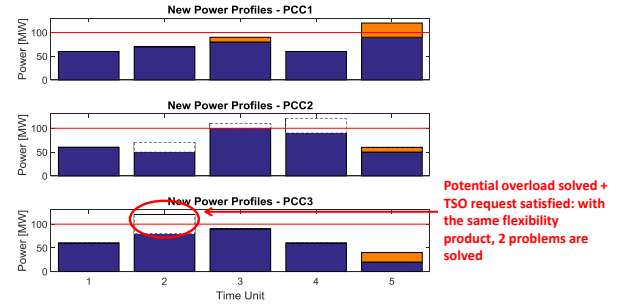 New Power Profiles - PCC1
Power [MW]
100
50
0
New Power Profiles - PCC2
Power [MW]
100
50
0
New Power Profiles - PCC3
Power [MW]
100
50
0
1 2 3 4 5
Time Unit
Potential overload solved +
TSO request satisfied: with
the same flexibility
product, 2 problems are
solved